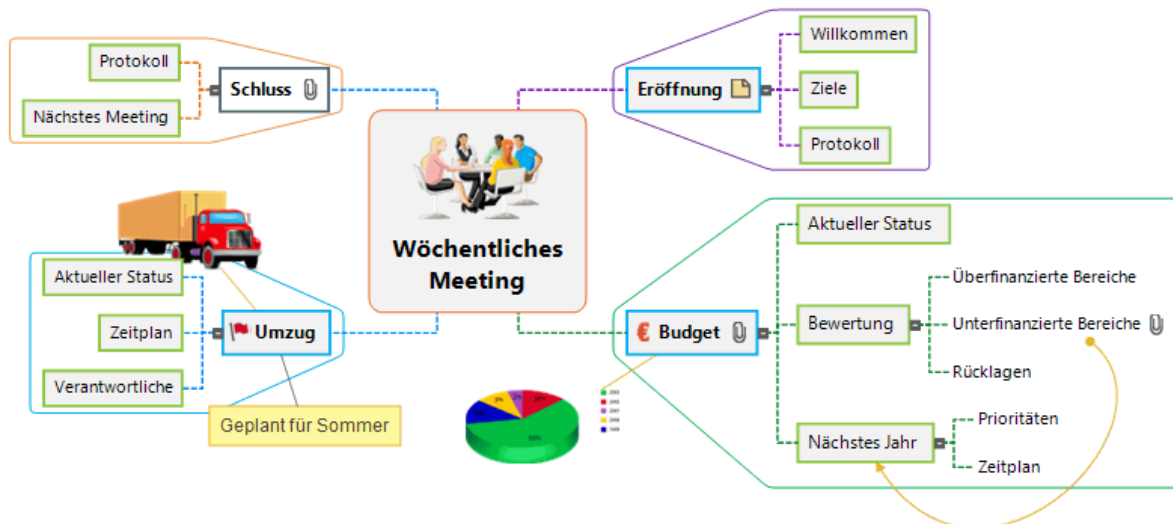 Wöchentliches
Meeting
Eröffnung
Willkommen
Ziele
Protokoll
€ Budget
Aktueller Status
Bewertung
Überfinanzierte Bereiche
Unterfinanzierte Bereiche
Rücklagen
Nächstes Jahr
Prioritäten
Zeitplan
Umzug
Aktueller Status
Zeitplan
Verantwortliche
Geplant für Sommer
Schluss
Protokoll
Nächstes Meeting